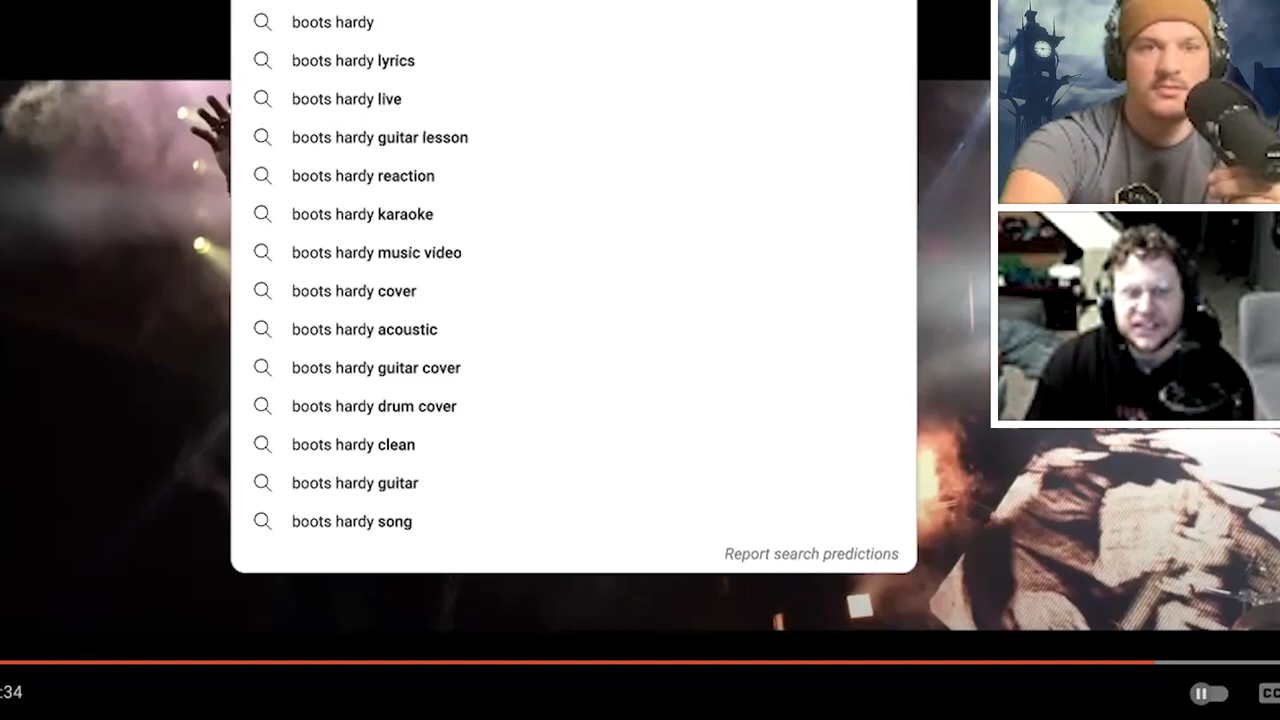 boots hardy
boots hardy lyrics
boots hardy live
boots hardy guitar lesson
boots hardy reaction
boots hardy karaoke
boots hardy music video
boots hardy cover
boots hardy acoustic
boots hardy guitar cover
boots hardy drum cover
boots hardy clean
boots hardy guitar
boots hardy song
Report search predictions
:34
CC